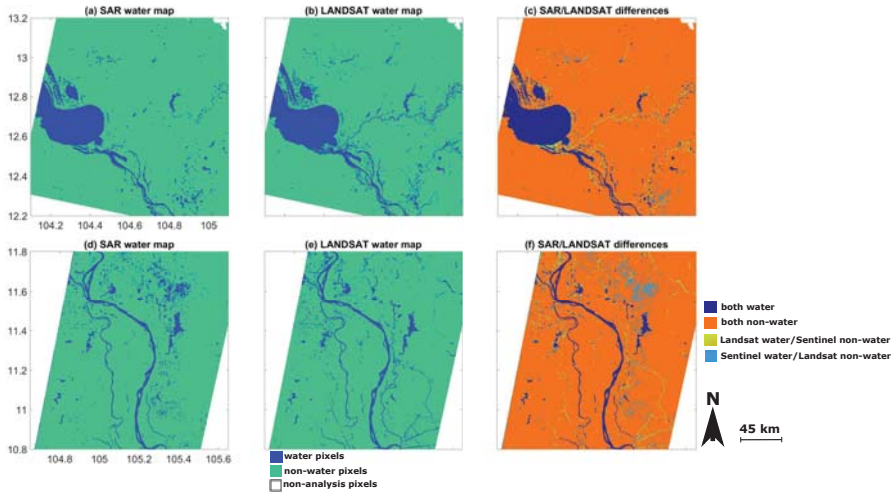 (a) SAR water map
(b) LANDSAT water map
(c) SAR/LANDSAT differences
13.2
13
12.8
12.6
12.4
12.2
104.2 104.4 104.6 104.8 105
(d) SAR water map
(e) LANDSAT water map
(f) SAR/LANDSAT differences
11.8
11.6
11.4
11.2
11
10.8
104.8 105 105.2 105.4 105.6
water pixels
non-water pixels
non-analysis pixels
both water
both non-water
Landsat water/Sentinel non-water
Sentinel water/Landsat non-water
N
45 km